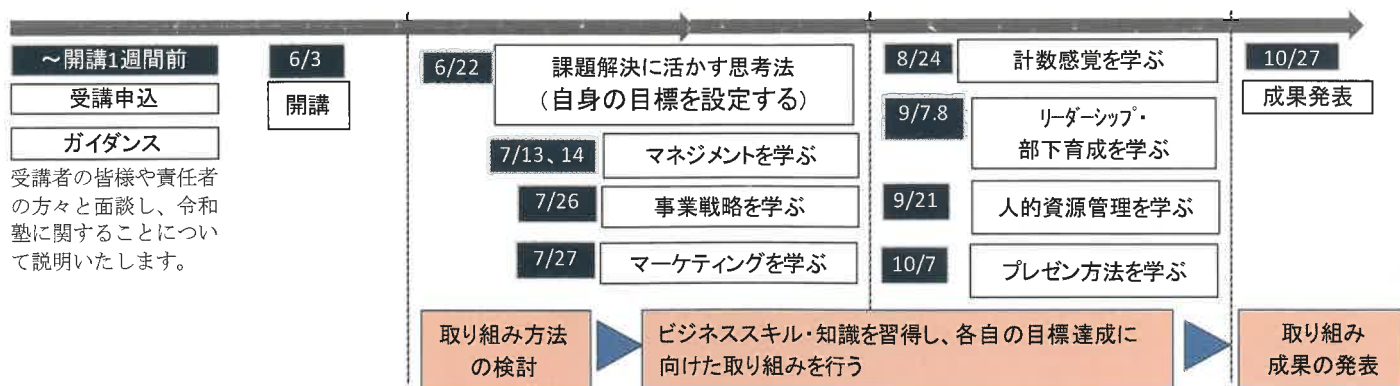 ～開講1週間前
受講申込
ガイダンス
受講者の皆様や責任者
の方々と面談し、令和
塾に関することについ
て説明いたします。
6/3
開講
6/22
課題解決に活かす思考法
（自身の目標を設定する）
7/13、14
マネジメントを学ぶ
7/26
事業戦略を学ぶ
7/27
マーケティングを学ぶ
8/24
計数感覚を学ぶ
9/7.8
リーダーシップ・
部下育成を学ぶ
9/21
人的資源管理を学ぶ
10/7
プレゼン方法を学ぶ
10/27
成果発表
取り組み方法
の検討
ビジネススキル・知識を習得し、各自の目標達成に
向けた取り組みを行う
取り組み
成果の発表